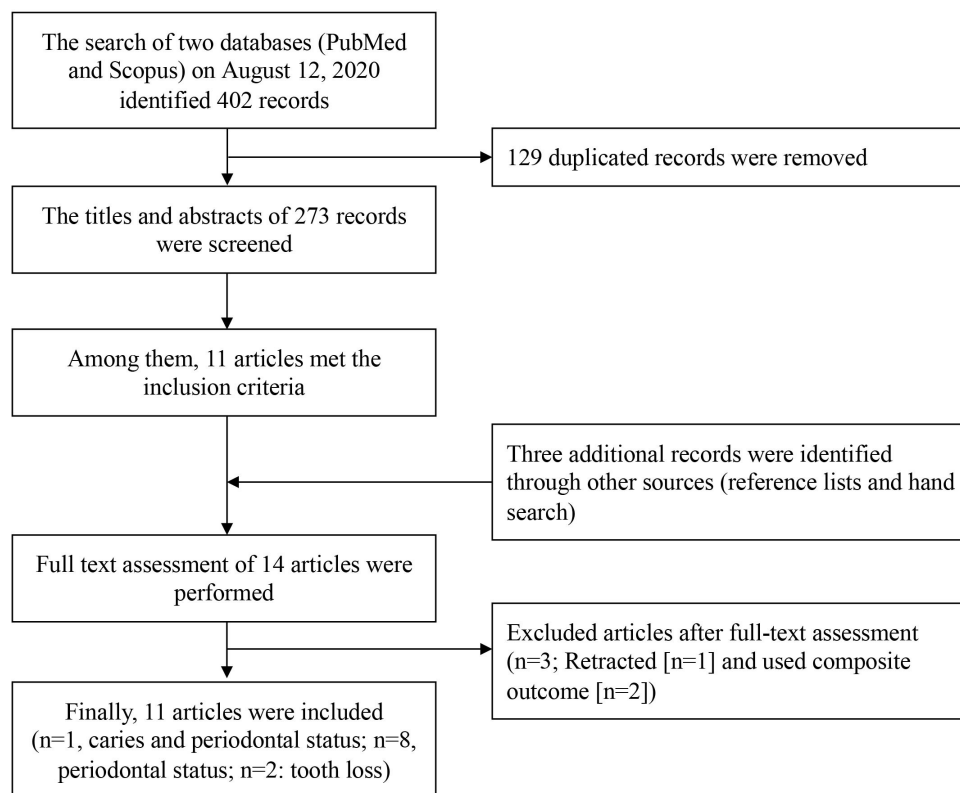 The search of two databases (PubMed
and Scopus) on August 12, 2020
identified 402 records
129 duplicated records were removed
The titles and abstracts of 273 records
were screened
Among them, 11 articles met the
inclusion criteria
Three additional records were identified
through other sources (reference lists and hand
search)
Full text assessment of 14 articles were
performed
Excluded articles after full-text assessment
(n=3; Retracted [n=1] and used composite
outcome [n=2])
Finally, 11 articles were included
(n=1, caries and periodontal status; n=8,
periodontal status; n=2: tooth loss)